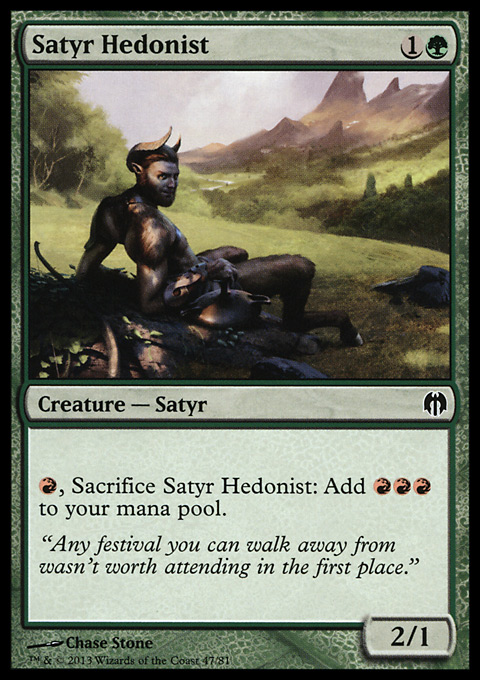 Satyr Hedonist 1
Creature — Satyr
, Sacrifice Satyr Hedonist: Add
to your mana pool.
“Any festival you can walk away from
wasn’t worth attending in the first place.”
2/1
Chase Stone
™ & © 2013 Wizards of the Coast 47/81